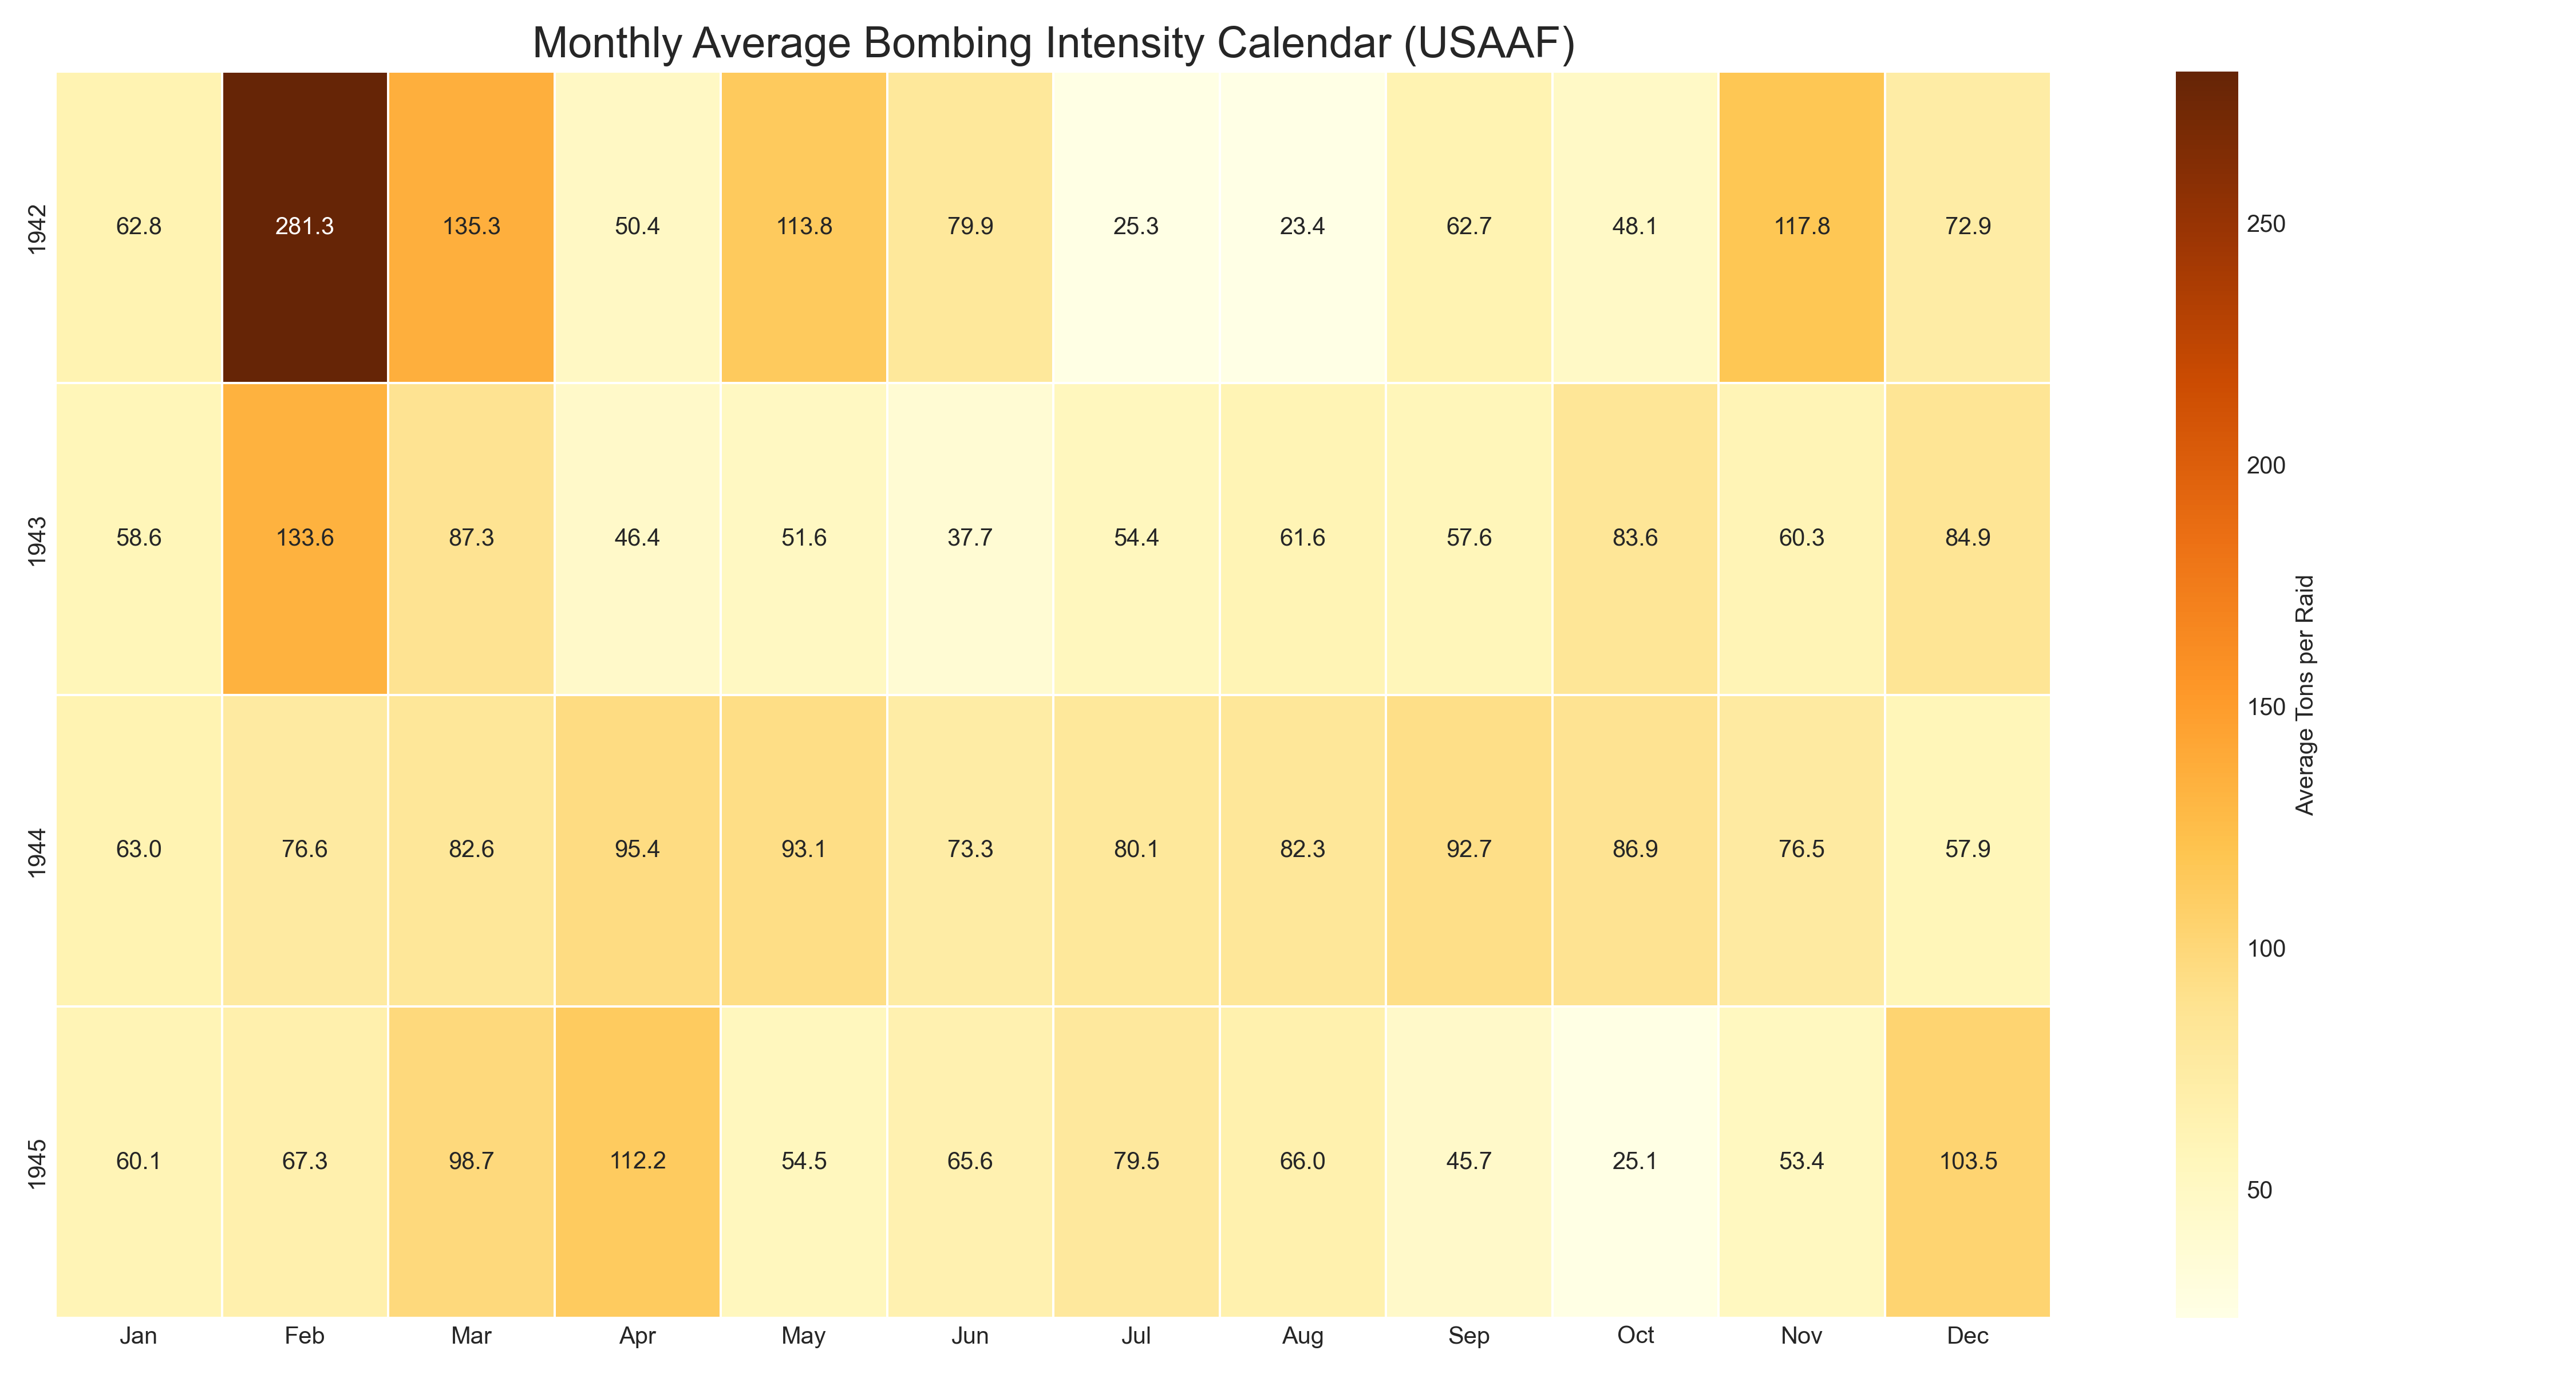 Monthly Average Bombing Intensity Calendar (USAAF)
1942 62.8 281.3 135.3 50.4 113.8 79.9 25.3 23.4 62.7 48.1 117.8 72.9
1943 58.6 133.6 87.3 46.4 51.6 37.7 54.4 61.6 57.6 83.6 60.3 84.9
1944 63.0 76.6 82.6 95.4 93.1 73.3 80.1 82.3 92.7 86.9 76.5 57.9
1945 60.1 67.3 98.7 112.2 54.5 65.6 79.5 66.0 45.7 25.1 53.4 103.5
Jan Feb Mar Apr May Jun Jul Aug Sep Oct Nov Dec
250
200
150
100
50
Average Tons per Raid